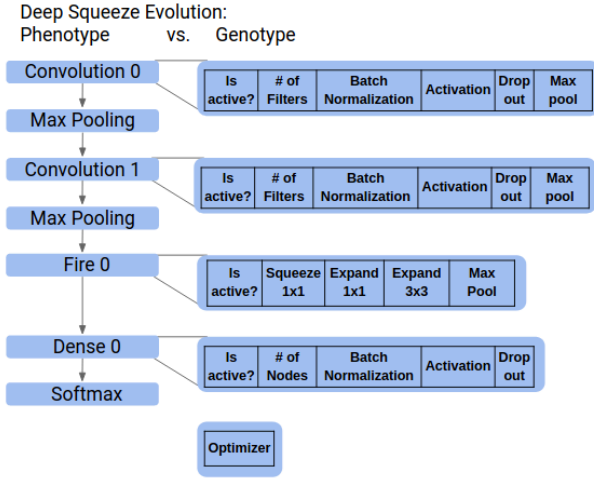 Deep Squeeze Evolution:
Phenotype vs. Genotype
Convolution 0
Is active? # of Filters Batch Normalization Activation Drop out Max pool
Max Pooling
Convolution 1
Is active? # of Filters Batch Normalization Activation Drop out Max pool
Max Pooling
Fire 0
Is active? Squeeze 1x1 Expand 1x1 Expand 3x3 Max Pool
Dense 0
Is active? # of Nodes Batch Normalization Activation Drop out
Softmax
Optimizer